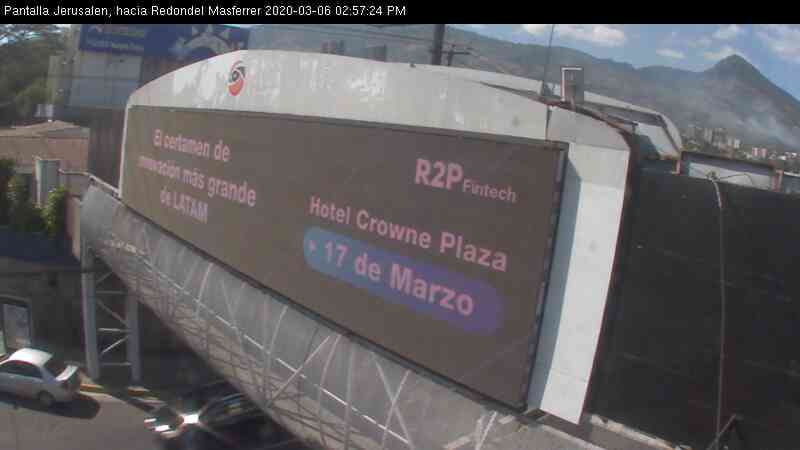 Pantalla Jerusalen, hacia Redondel Masferrer 2020-03-06 02:57:24 PM
El certamen de
innovación más grande
de LATAM
R2P Fintech
Hotel Crowne Plaza
17 de Marzo